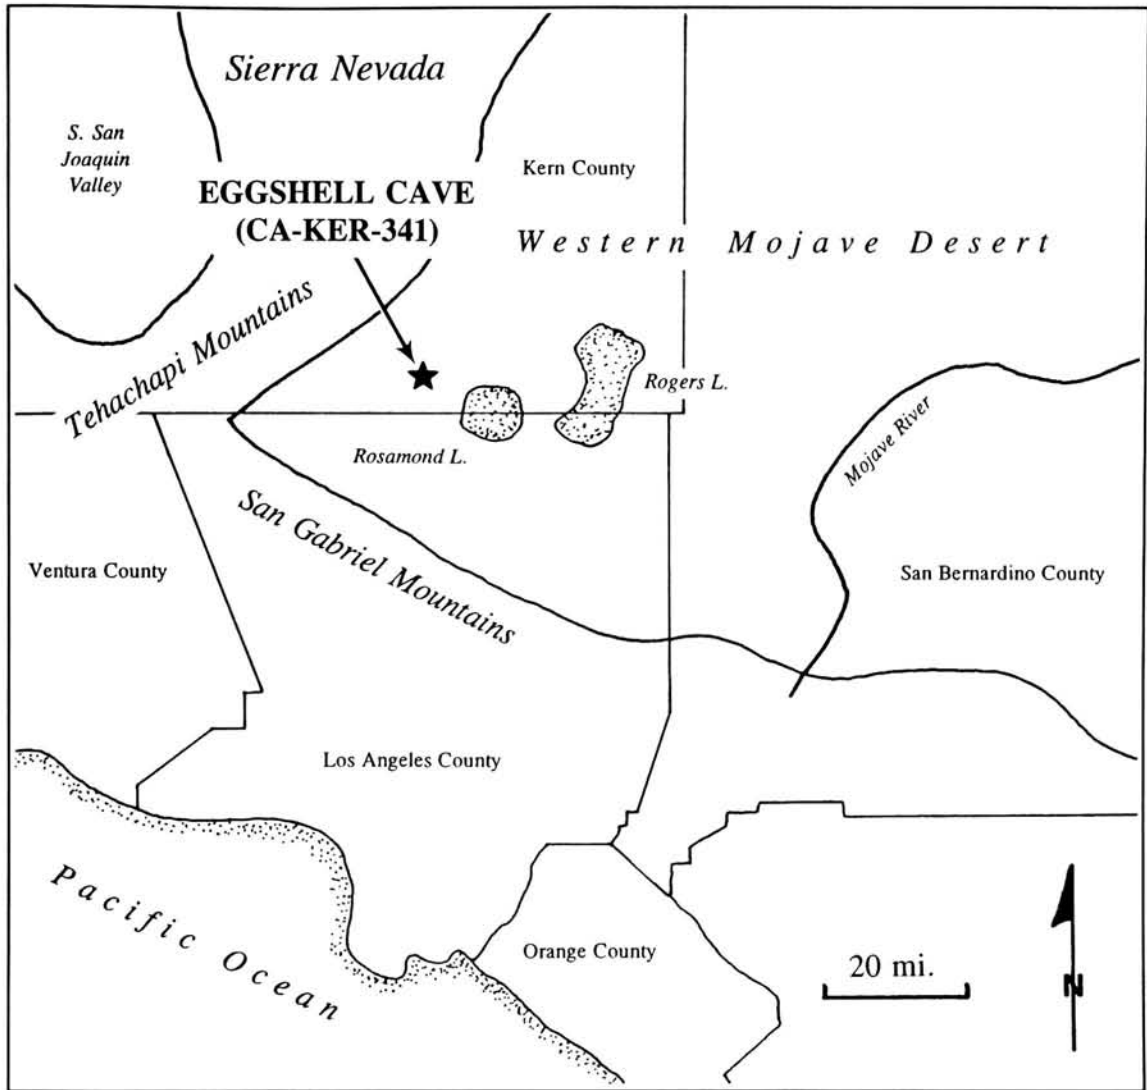 Sierra Nevada
S. San
Joaquin
Valley
Kern County
EGGSHELL CAVE
(CA-KER-341)
Western Mojave Desert
Tehachapi Mountains
Rogers L.
Rosamond L.
Mojave River
San Gabriel Mountains
Ventura County
San Bernardino County
Los Angeles County
Pacific Ocean
Orange County
20 mi.
N